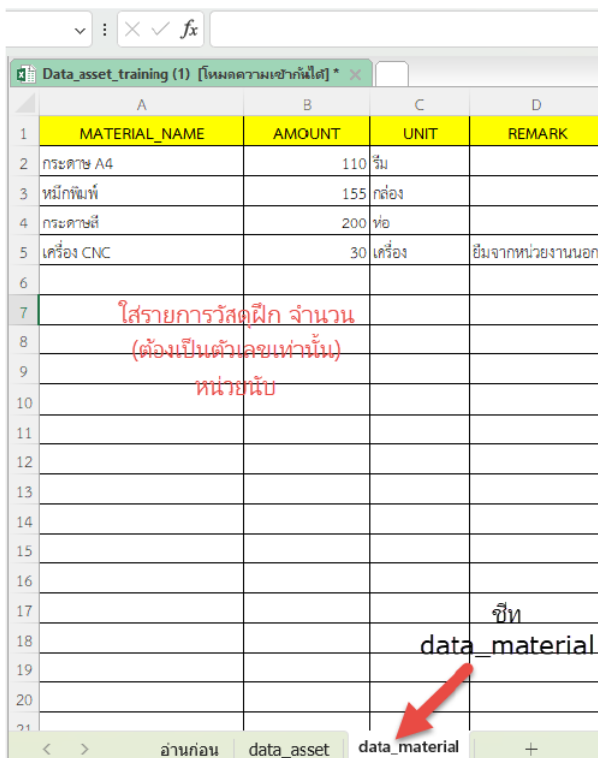 fx
Data_asset_training (1) [โหมดความเข้ากันได้] *
A B C D
1 MATERIAL_NAME AMOUNT UNIT REMARK
2 กระดาษ A4 110 รีม
3 หมึกพิมพ์ 155 กล่อง
4 กระดาษสี 200 ห่อ
5 เครื่อง CNC 30 เครื่อง ยืมจากหน่วยงานนอก
6
7 ใส่รายการวัสดุฝึก จำนวน
8 (ต้องเป็นตัวเลขเท่านั้น)
9
10 หน่วยนับ
11
12
13
14
15
16
17 ชีท
18 data_material
19
20
21
อ่านก่อน data_asset data_material +